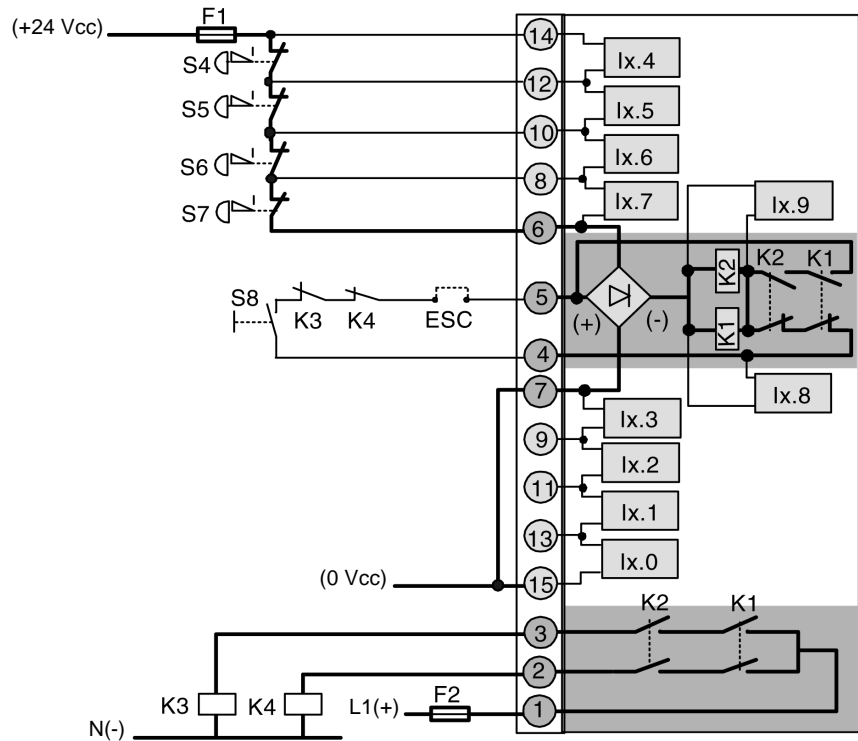 (+24 Vcc) F1 14
S4 Ix.4
12
S5 Ix.5
10
S6 Ix.6
8
S7 Ix.7
Ix.9
6
K2 K2 K1
S8 5
K3 K4 ESC (+) (-)
K1
4
7
Ix.3 Ix.8
9
Ix.2
11
Ix.1
13
Ix.0
(0 Vcc) 15
K2 K1
3
2
K3 K4 L1(+) F2 1
N(-)